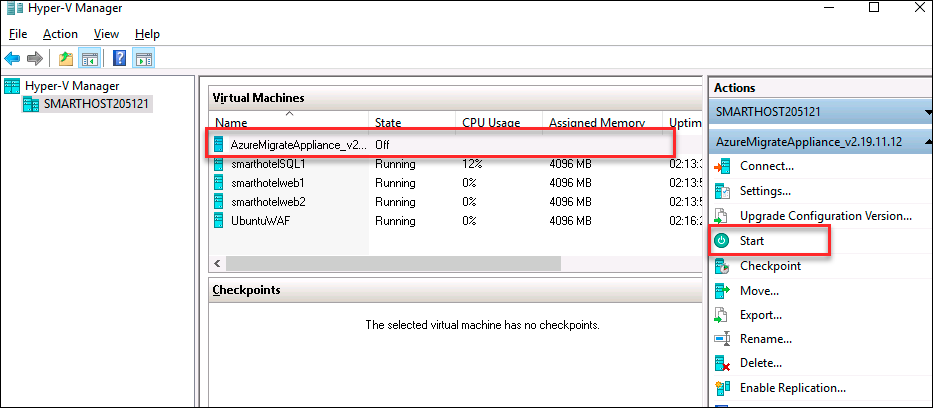 Hyper-V Manager
File Action View Help
Hyper-V Manager
SMARTHOST205121
Virtual Machines
Name State CPU Usage Assigned Memory Uptim
AzureMigrateAppliance_v2... Off
smarthotelSQL1 Running 12% 4096 MB 02:13:3
smarthotelweb1 Running 0% 4096 MB 02:13:5
smarthotelweb2 Running 0% 4096 MB 02:13:5
UbuntuWAF Running 0% 4096 MB 02:16:2
Checkpoints
The selected virtual machine has no checkpoints.
Actions
SMARTHOST205121
AzureMigrateAppliance_v2.19.11.12
Connect...
Settings...
Upgrade Configuration Version...
Start
Checkpoint
Move...
Export...
Rename...
Delete...
Enable Replication...